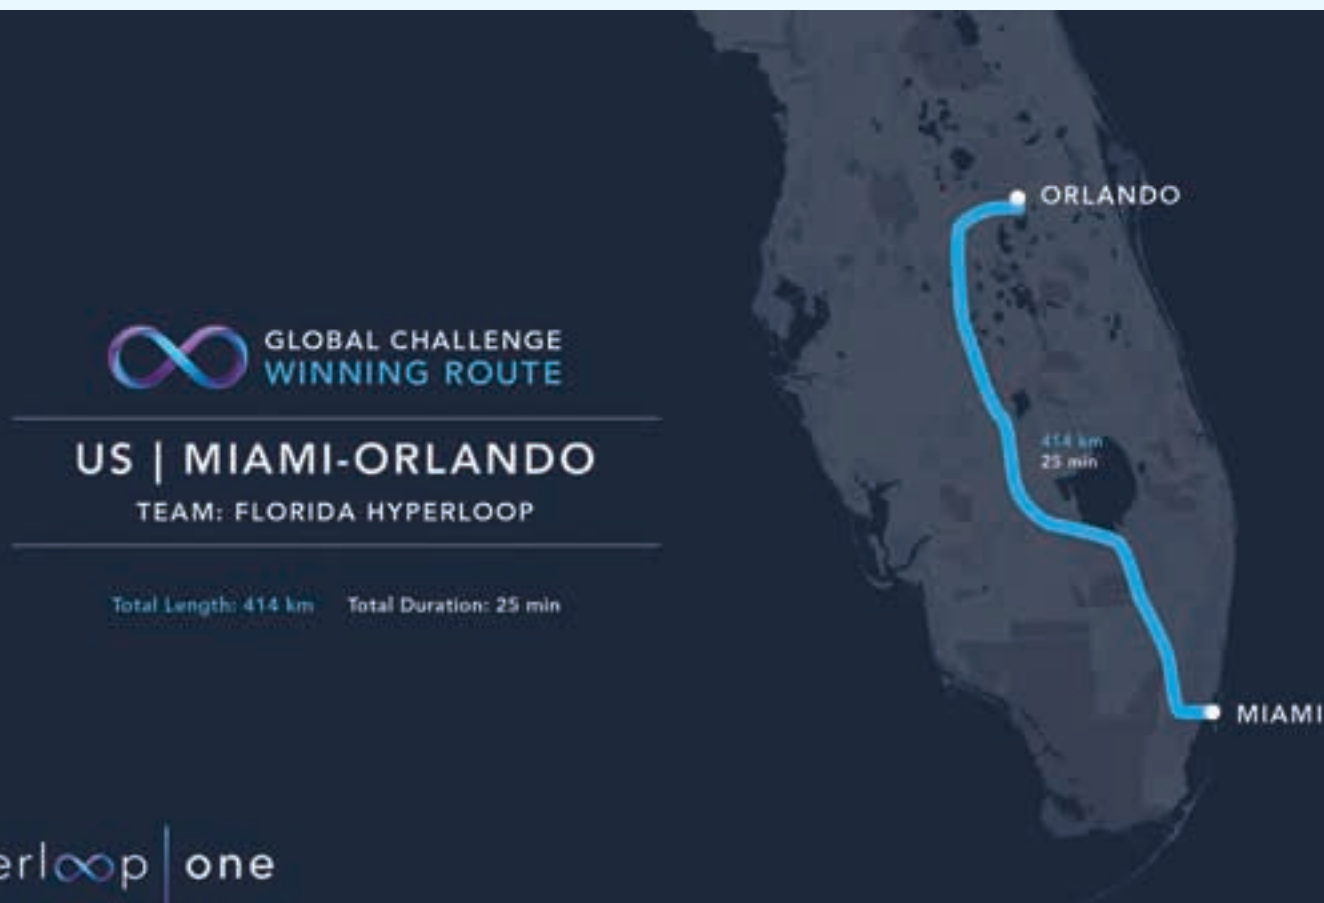 GLOBAL CHALLENGE
WINNING ROUTE
US | MIAMI-ORLANDO
TEAM: FLORIDA HYPERLOOP
Total Length: 414 km Total Duration: 25 min
ORLANDO
414 km
25 min
MIAMI
erloop | one